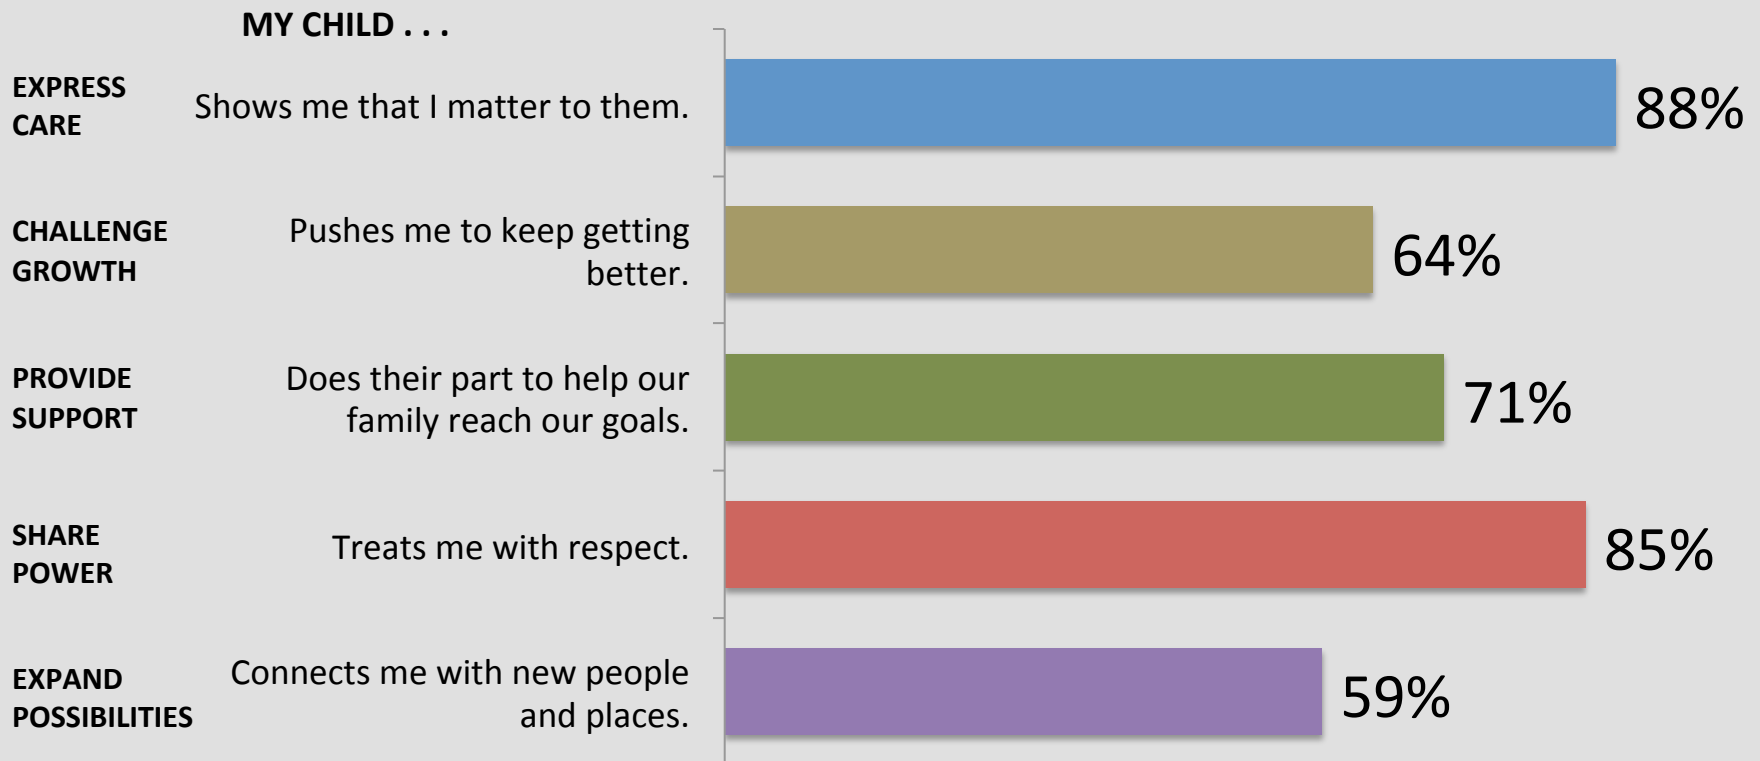 MY CHILD . . .
EXPRESS
CARE
Shows me that I matter to them.
88%
CHALLENGE
GROWTH
Pushes me to keep getting
better.
64%
PROVIDE
SUPPORT
Does their part to help our
family reach our goals.
71%
SHARE
POWER
Treats me with respect.
85%
EXPAND
POSSIBILITIES
Connects me with new people
and places.
59%